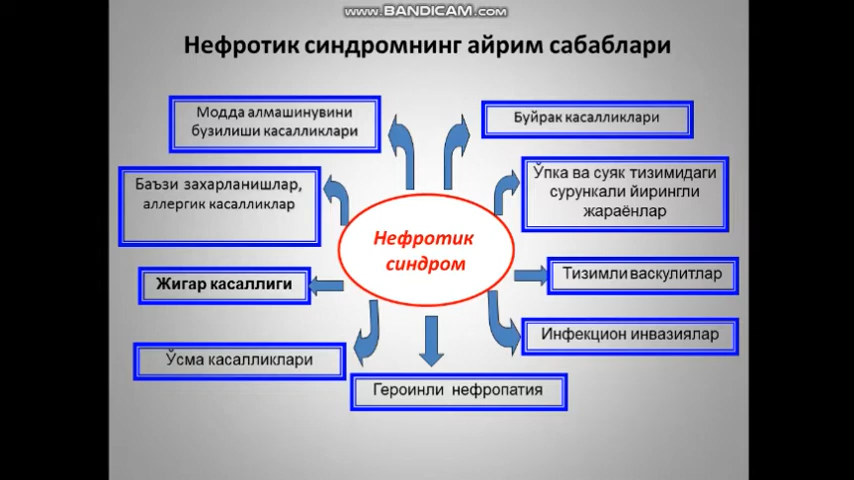 www.BANDICAM.com
Нефротик синдромнинг айрим сабаблари
Модда алмашинувини
бузилиши касалликлари
Буйрак касалликлари
Баъзи захарланишлар,
аллергик касалликлар
Ўпка ва суяк тизимидаги
сурункали йирингли
жараёнлар
Нефротик
синдром
Жигар касаллиги
Тизимли васкулитлар
Ўсма касалликлари
Инфекцион инвазиялар
Героинли нефропатия